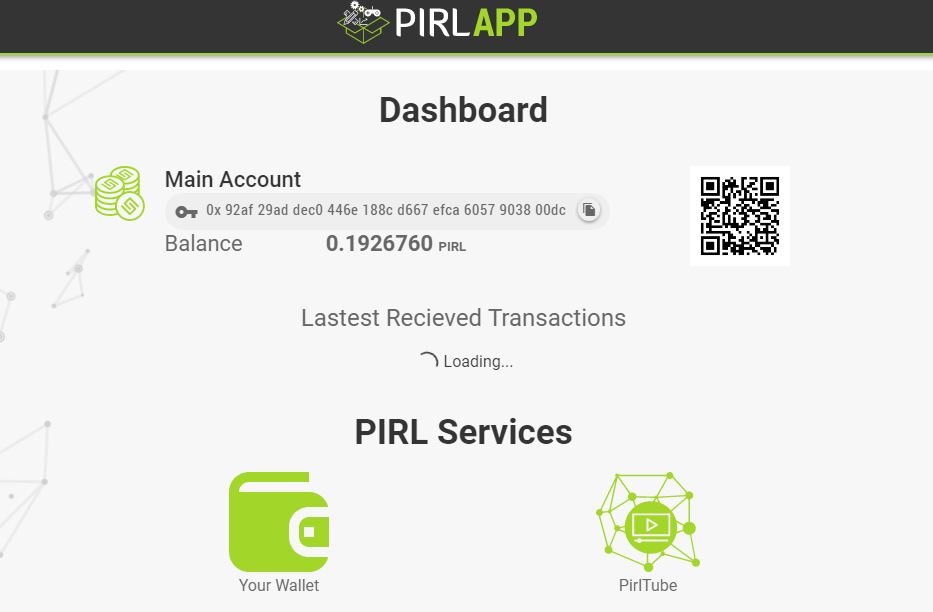 PIRLAPP
Dashboard
Main Account
0x 92af 29ad dec0 446e 188c d667 efca 6057 9038 00dc
Balance 0.1926760 PIRL
Lastest Recieved Transactions
Loading...
PIRL Services
Your Wallet
PirlTube